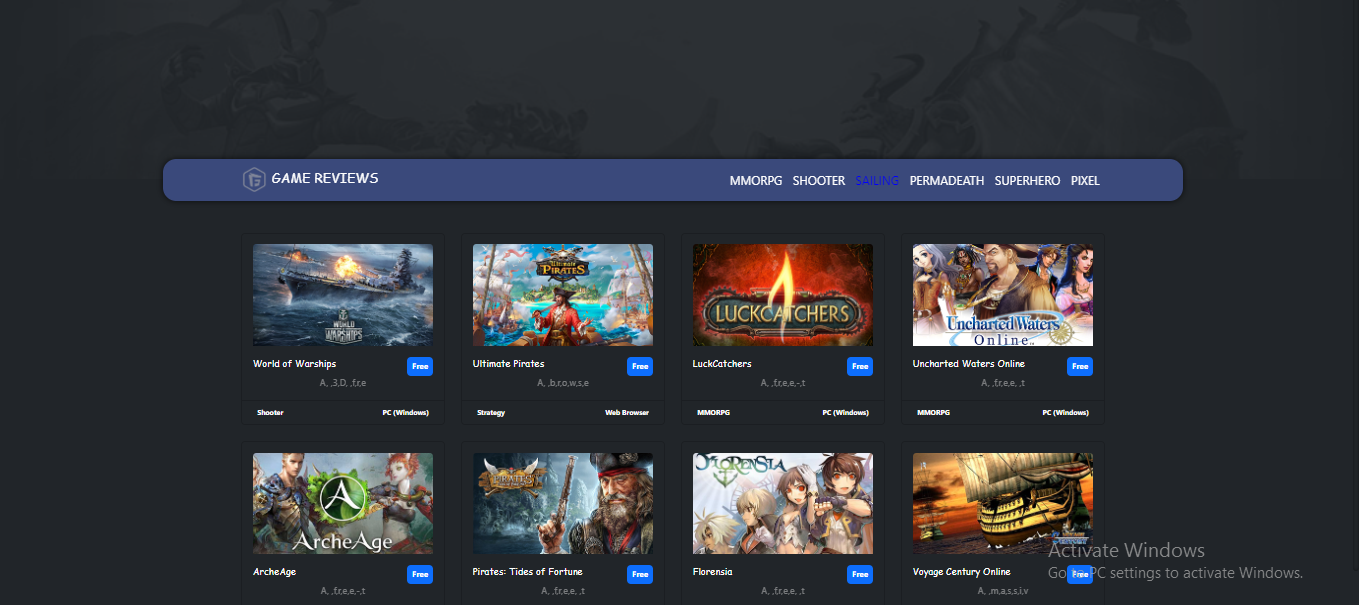 GAME REVIEWS
MMORPG SHOOTER SAILING PERMADEATH SUPERHERO PIXEL
WORLD OF WARSHIPS
Ultimate PIRATES
LUCKCATCHERS
Uncharted Waters Online
World of Warships Free
A, ,3,D, ,f,r,e
Shooter PC (Windows)
Ultimate Pirates Free
A, ,b,r,o,w,s,e
Strategy Web Browser
LuckCatchers Free
A, ,f,r,e,e,-,t
MMORPG PC (Windows)
Uncharted Waters Online Free
A, ,f,r,e,e, ,t
MMORPG PC (Windows)
A
ArcheAge
PIRATES
FLORENSIA
ArcheAge Free
A, ,f,r,e,e,-,t
Pirates: Tides of Fortune Free
A, ,f,r,e,e, ,t
Florensia Free
A, ,f,r,e,e, ,t
Voyage Century Online Free
A, ,m,a,s,s,i,v
Activate Windows
Go to PC settings to activate Windows.